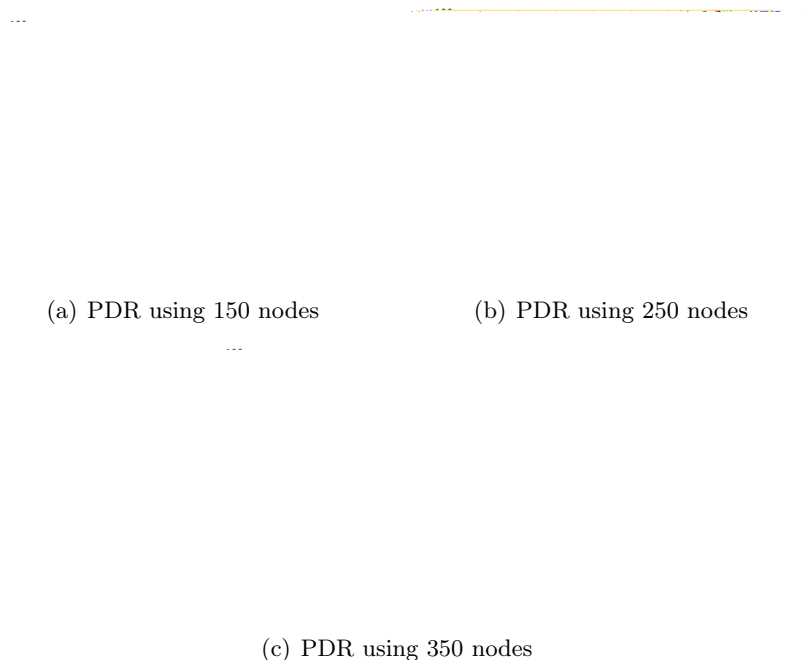 (a) PDR using 150 nodes
(b) PDR using 250 nodes
(c) PDR using 350 nodes